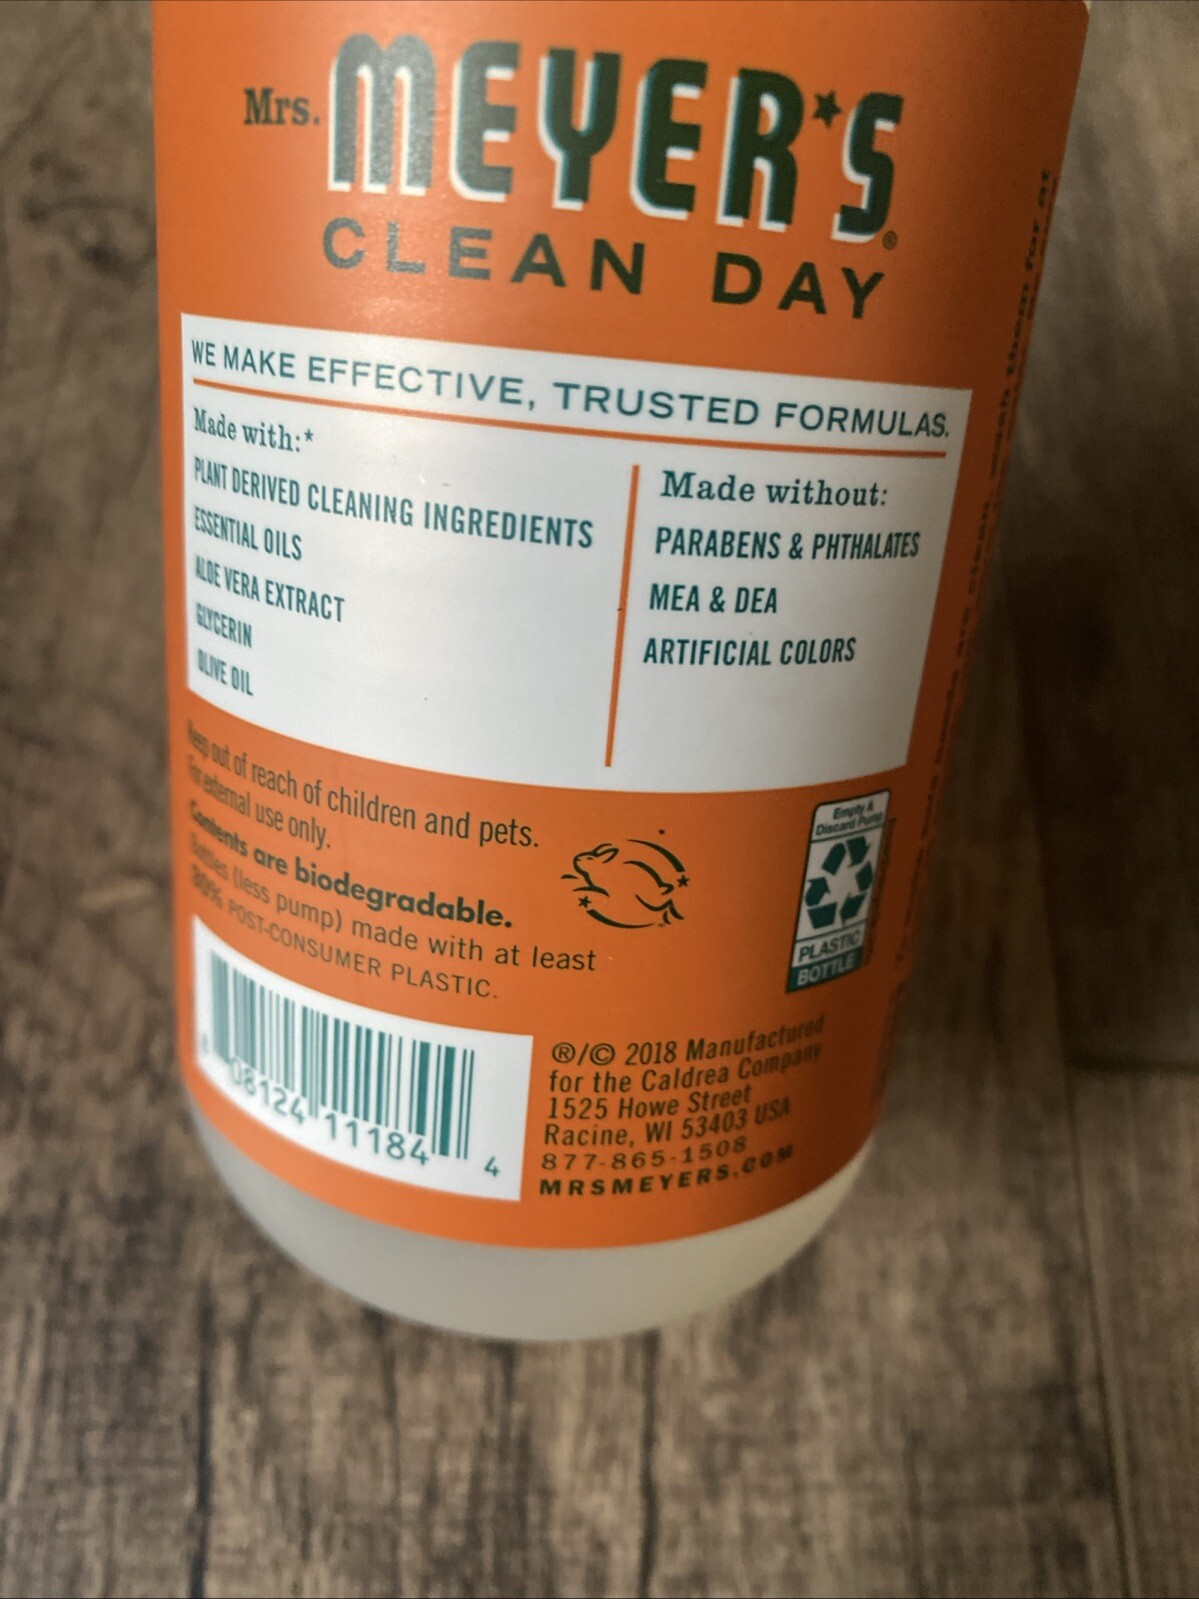 Mrs. MEYER'S®
CLEAN DAY
WE MAKE EFFECTIVE, TRUSTED FORMULAS.
Made with:*
PLANT DERIVED CLEANING INGREDIENTS
ESSENTIAL OILS
ALOE VERA EXTRACT
GLYCERIN
OLIVE OIL
Made without:
PARABENS & PHTHALATES
MEA & DEA
ARTIFICIAL COLORS
Keep out of reach of children and pets.
For external use only.
Contents are biodegradable.
Bottles (less pump) made with at least
80% POST-CONSUMER PLASTIC.
Empty &
Discard Pump
PLASTIC
BOTTLE
08124 11184 4
®/© 2018 Manufactured
for the Caldrea Company
1525 Howe Street
Racine, WI 53403 USA
877-865-1508
MRSMEYERS.COM
wash them for at